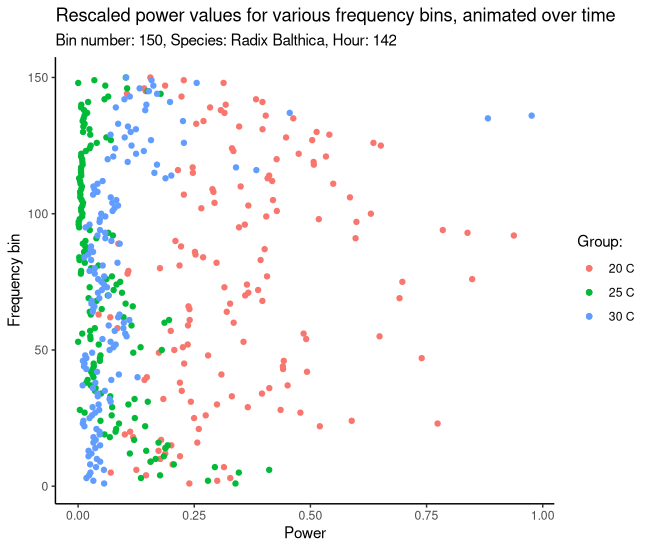 Rescaled power values for various frequency bins, animated over time
Bin number: 150, Species: Radix Balthica, Hour: 142
150
100
50
0
Frequency bin
0.00 0.25 0.50 0.75 1.00
Power
Group:
20 C
25 C
30 C